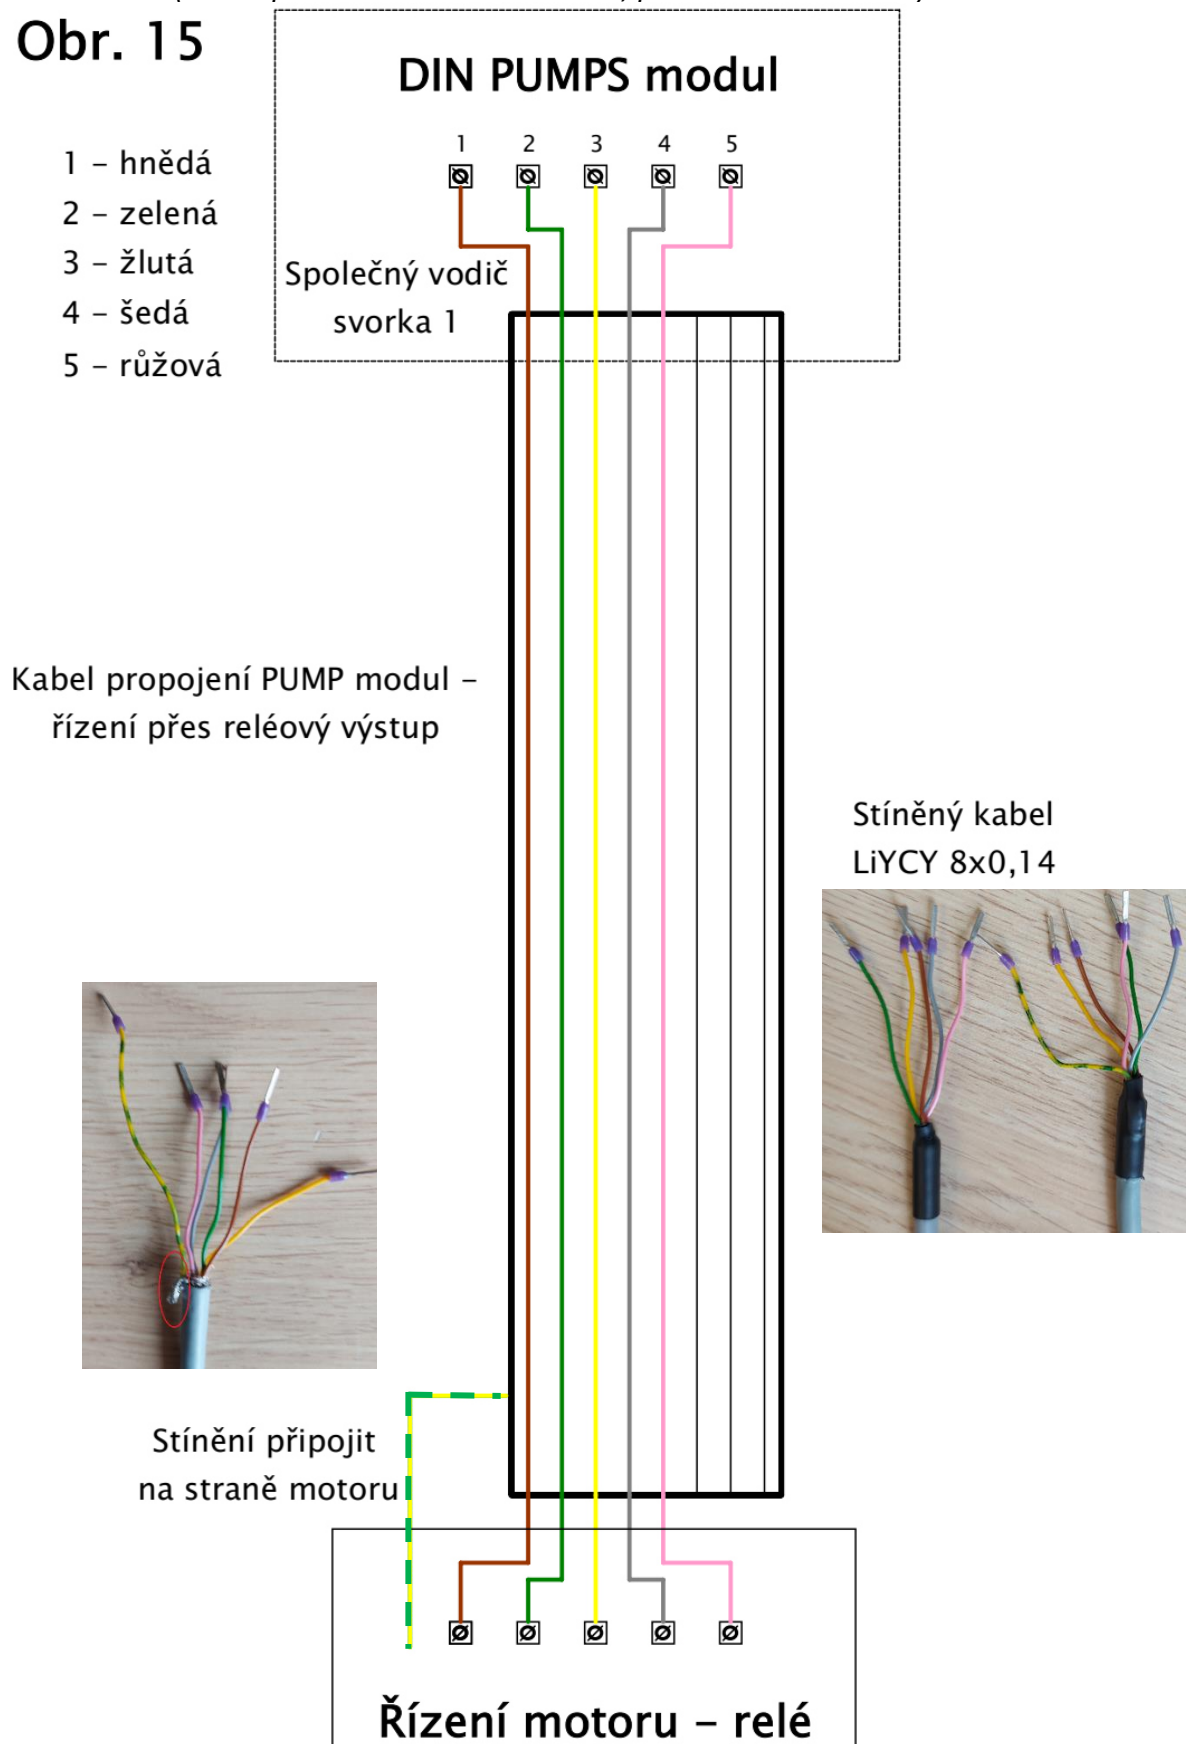 Obr. 15
DIN PUMPS modul
1 2 3 4 5
1 – hnědá
2 – zelená
3 – žlutá
4 – šedá
5 – růžová
Společný vodič
svorka 1
Kabel propojení PUMP modul –
řízení přes reléový výstup
Stíněný kabel
LiYCY 8x0,14
Stínění připojit
na straně motoru
Řízení motoru – relé